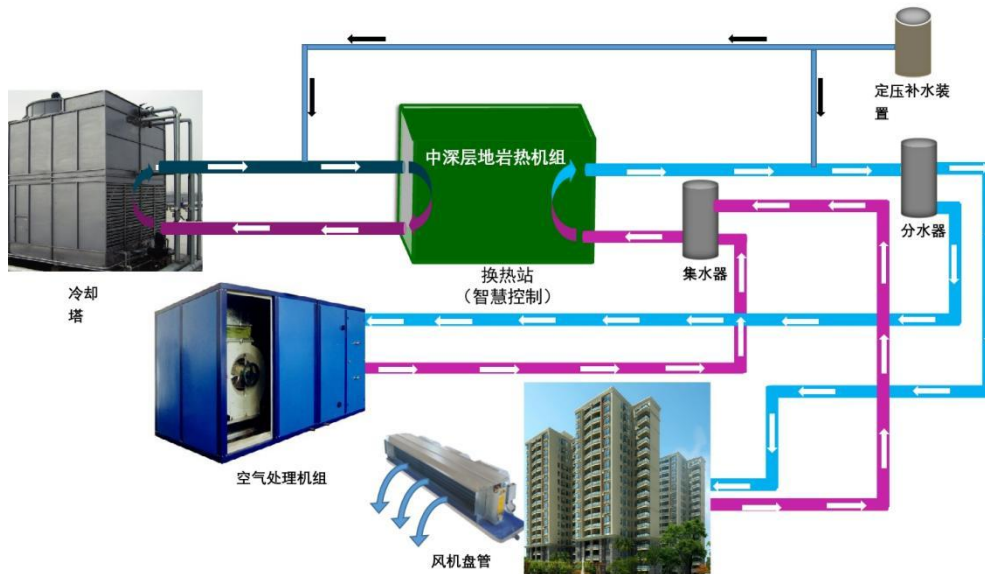 定压补水装
置
中深层地岩热机组
分水器
集水器
换热站
（智慧控制）
冷却
塔
空气处理机组
风机盘管